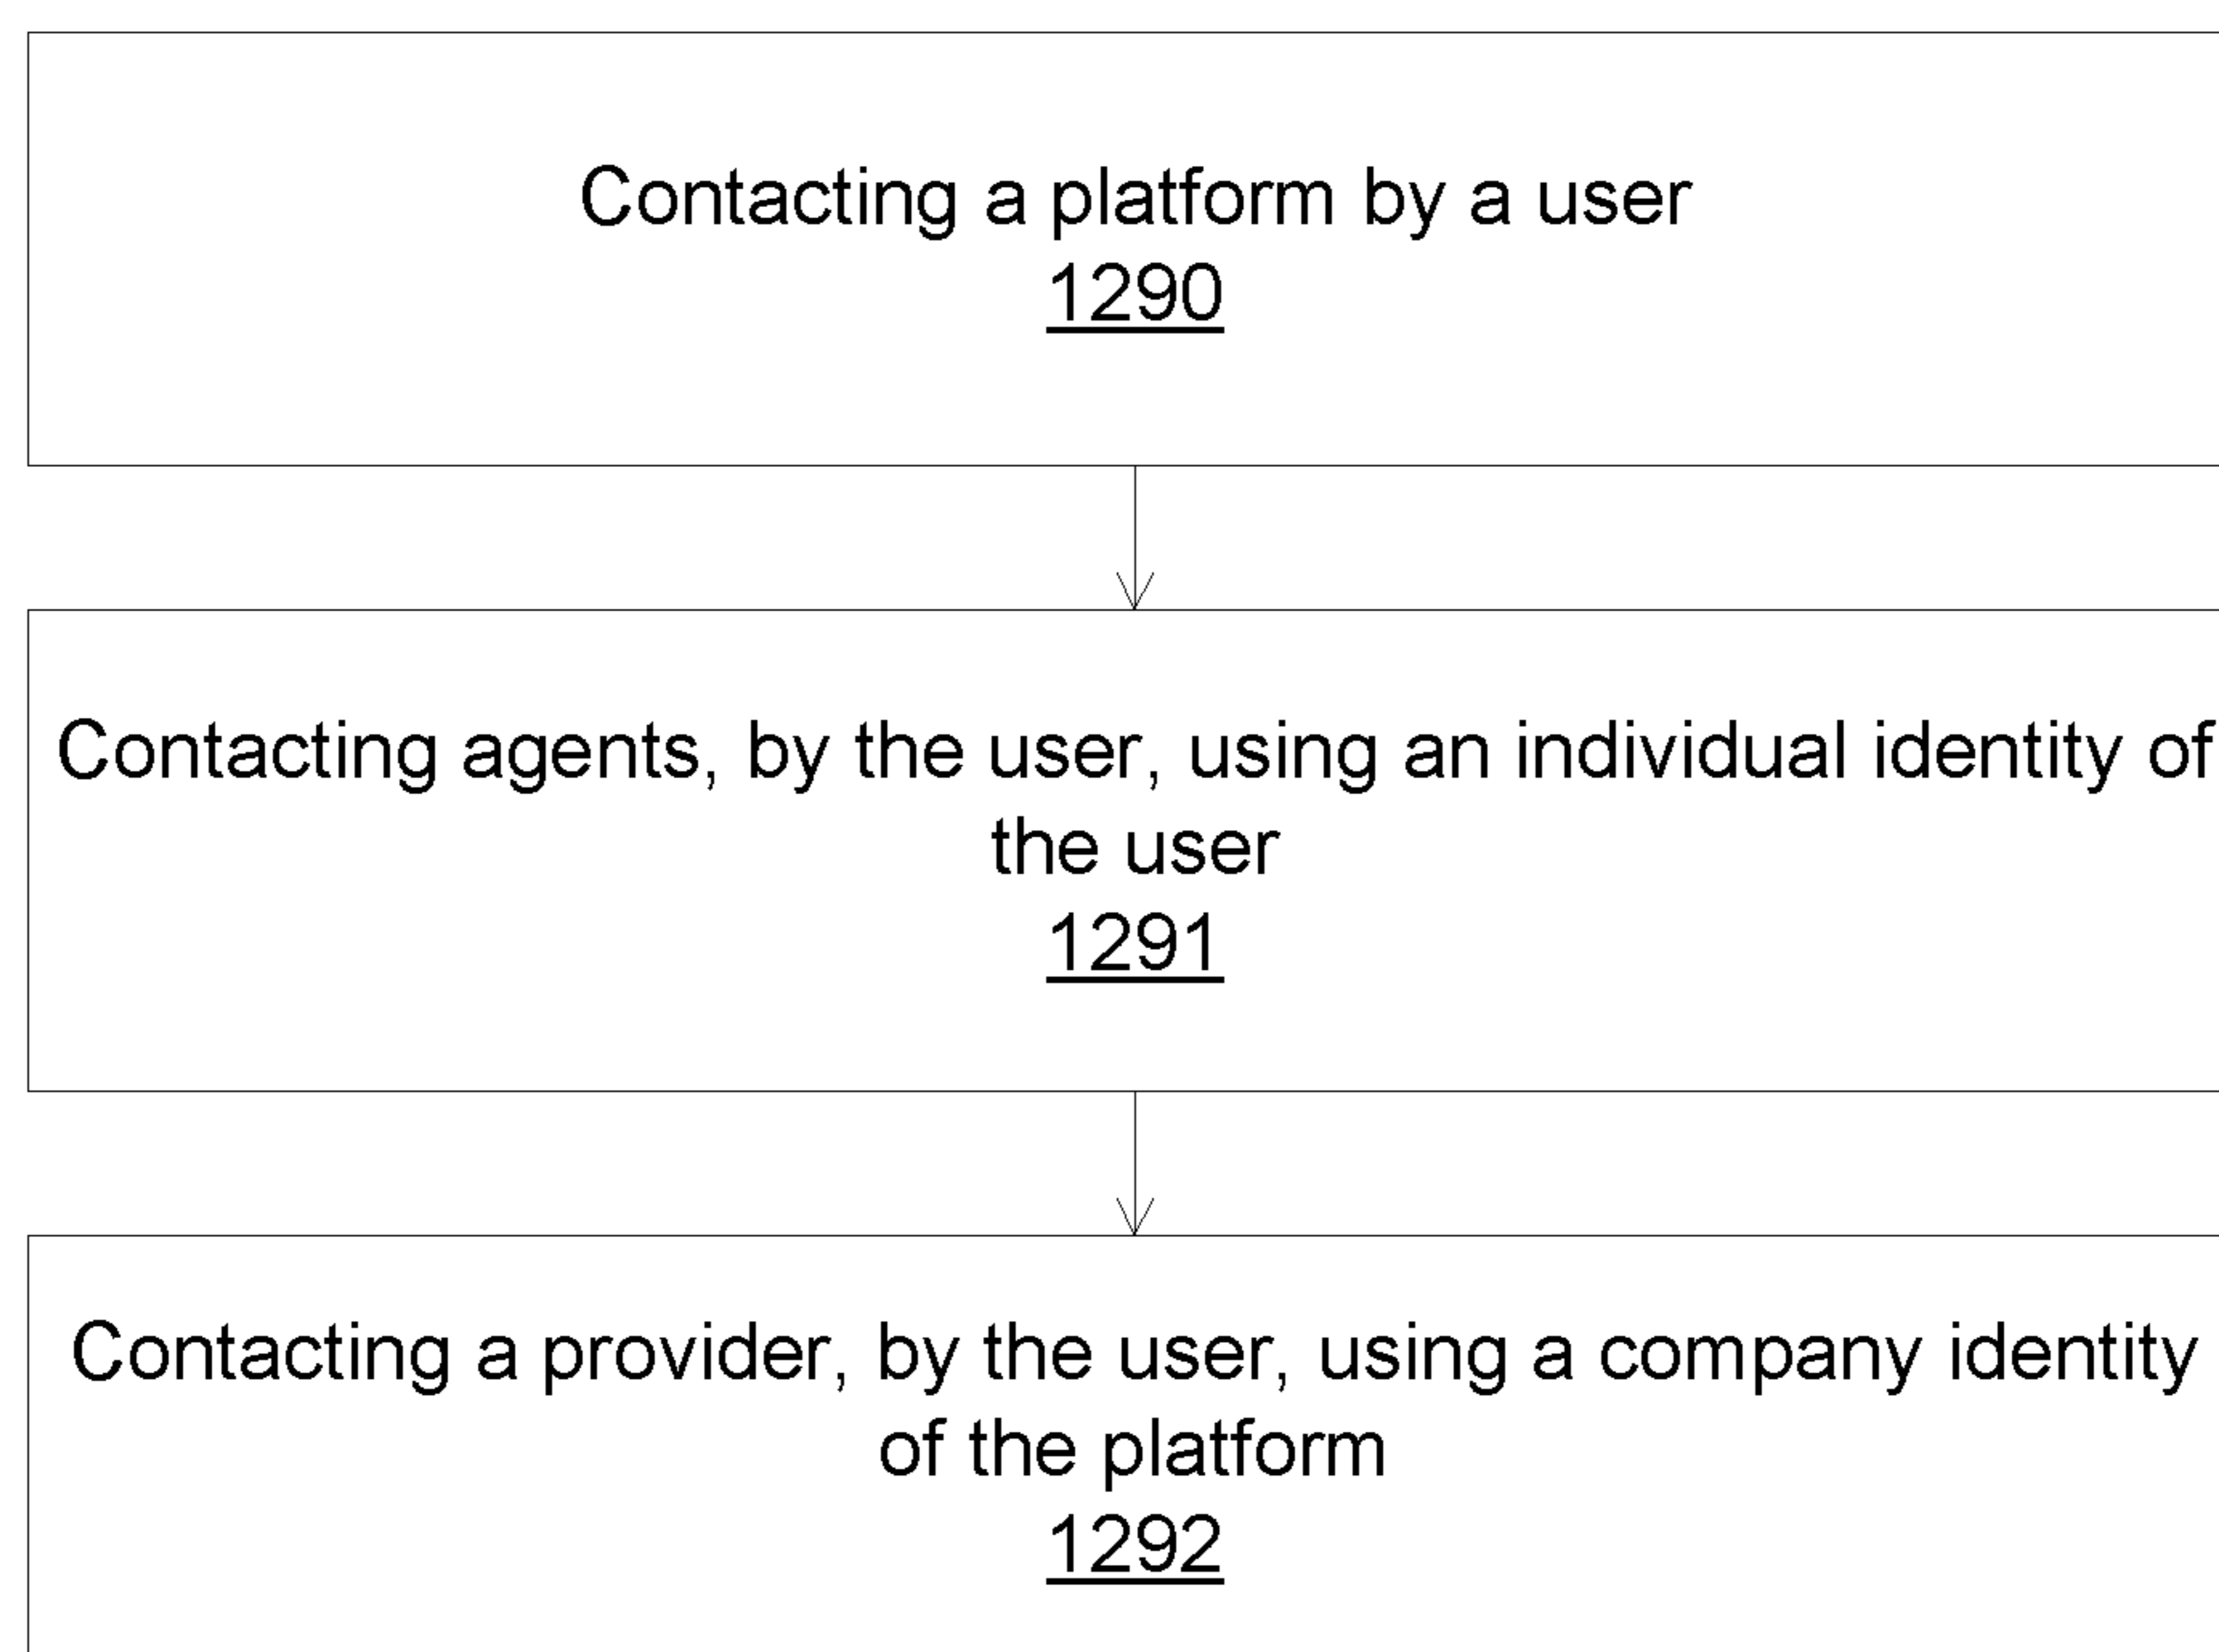 Contacting a platform by a user
1290
Contacting agents, by the user, using an individual identity of
the user
1291
Contacting a provider, by the user, using a company identity
of the platform
1292